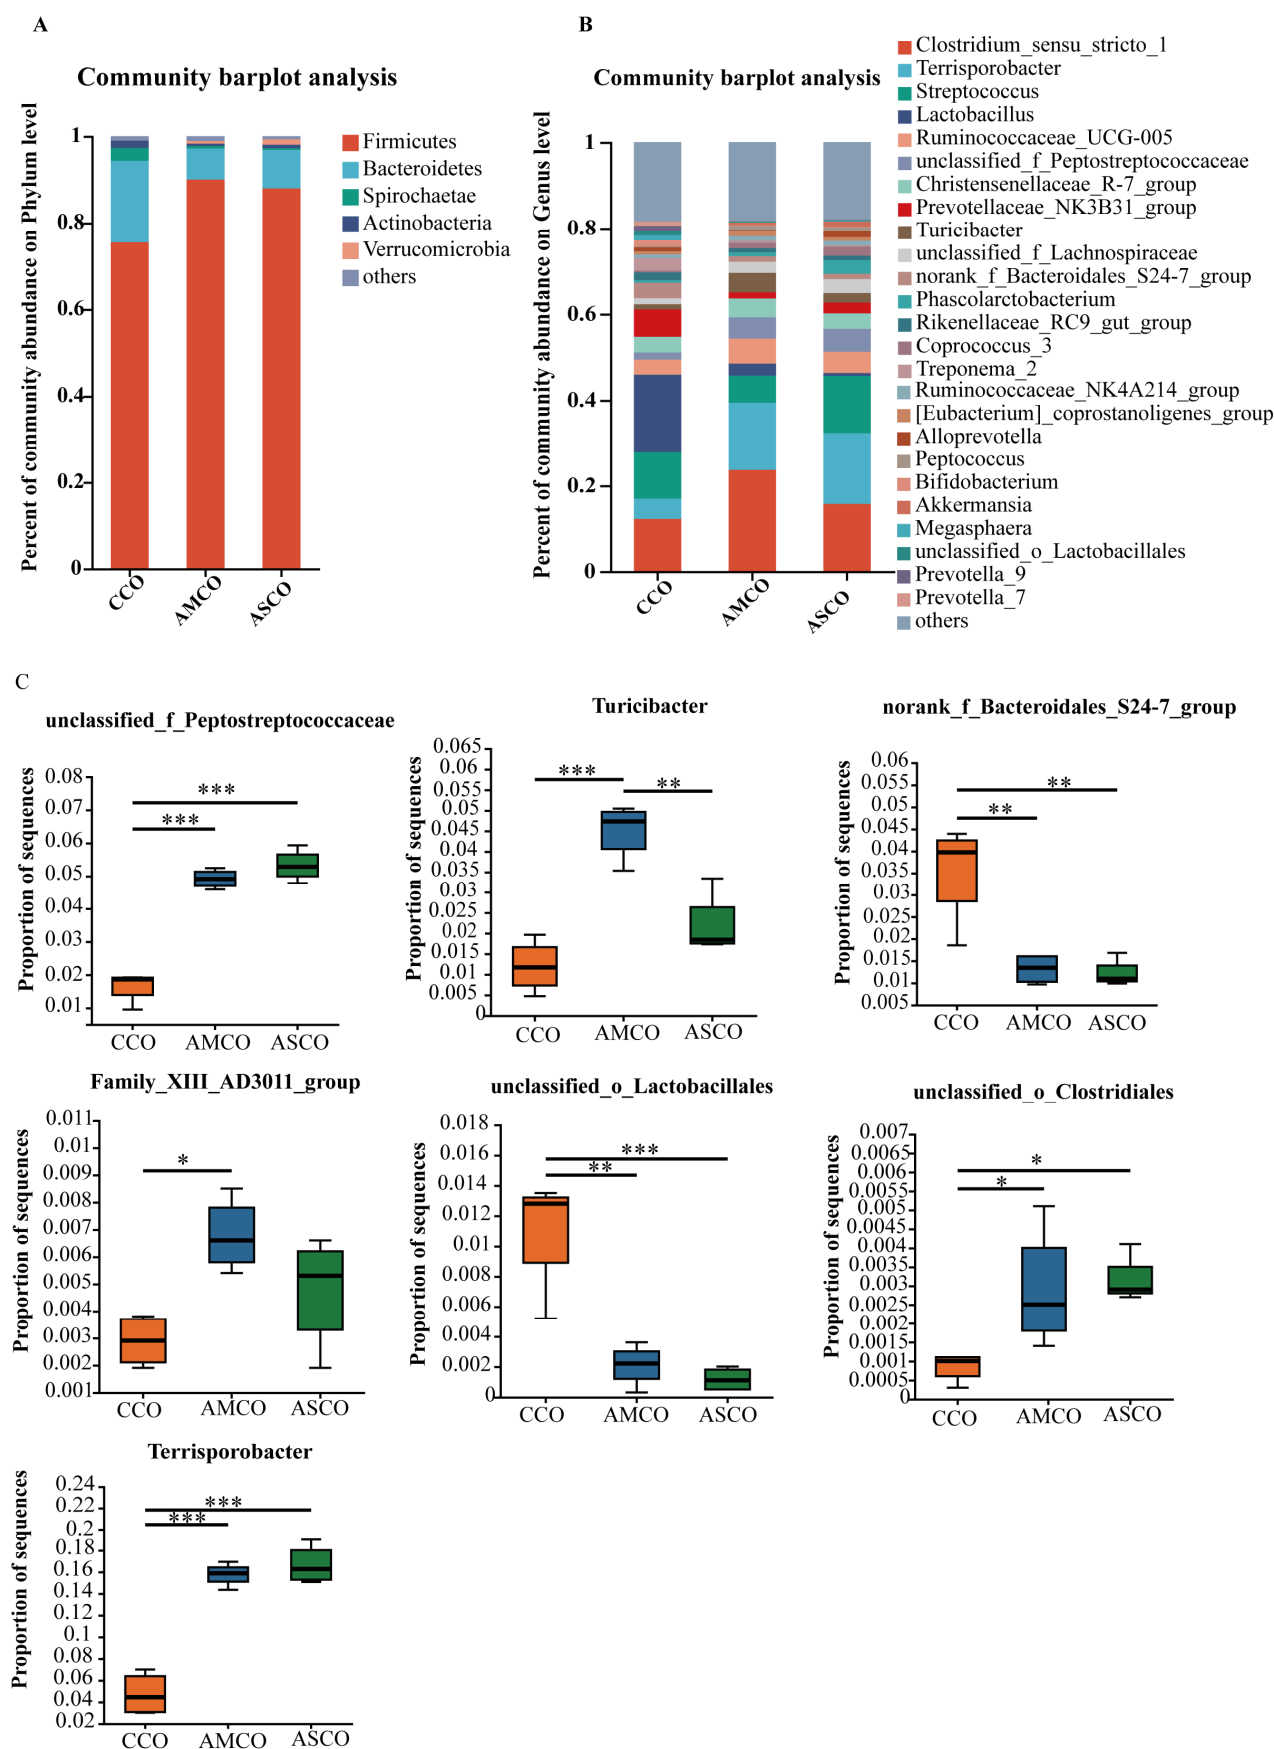 A
Community barplot analysis
Percent of community abundance on Phylum level
1
0.8
0.6
0.4
0.2
0
CCO
AMCO
ASCO
Firmicutes
Bacteroidetes
Spirochaetae
Actinobacteria
Verrucomicrobia
others
B
Community barplot analysis
Percent of community abundance on Genus level
1
0.8
0.6
0.4
0.2
0
CCO
AMCO
ASCO
Clostridium_sensu_stricto_1
Terrisporobacter
Streptococcus
Lactobacillus
Ruminococcaceae_UCG-005
unclassified_f_Peptostreptococcaceae
Christensenellaceae_R-7_group
Prevotellaceae_NK3B31_group
Turicibacter
unclassified_f_Lachnospiraceae
norank_f_Bacteroidales_S24-7_group
Phascolarctobacterium
Rikenellaceae_RC9_gut_group
Coprococcus_3
Treponema_2
Ruminococcaceae_NK4A214_group
[Eubacterium]_coprostanoligenes_group
Alloprevotella
Peptococcus
Bifidobacterium
Akkermansia
Megasphaera
unclassified_o_Lactobacillales
Prevotella_9
Prevotella_7
others
C
unclassified_f_Peptostreptococcaceae
Proportion of sequences
0.08
0.07
0.06
0.05
0.04
0.03
0.02
0.01
***
***
CCO
AMCO
ASCO
Turicibacter
Proportion of sequences
0.065
0.06
0.055
0.05
0.045
0.04
0.035
0.03
0.025
0.02
0.015
0.01
0.005
0
***
**
CCO
AMCO
ASCO
norank_f_Bacteroidales_S24-7_group
Proportion of sequences
0.06
0.055
0.05
0.045
0.04
0.035
0.03
0.025
0.02
0.015
0.01
0.005
**
**
CCO
AMCO
ASCO
Family_XIII_AD3011_group
Proportion of sequences
0.011
0.01
0.009
0.008
0.007
0.006
0.005
0.004
0.003
0.002
0.001
*
CCO
AMCO
ASCO
unclassified_o_Lactobacillales
Proportion of sequences
0.018
0.016
0.014
0.012
0.01
0.008
0.006
0.004
0.002
0
***
**
CCO
AMCO
ASCO
unclassified_o_Clostridiales
Proportion of sequences
0.007
0.0065
0.006
0.0055
0.005
0.0045
0.004
0.0035
0.003
0.0025
0.002
0.0015
0.001
0.0005
0
*
*
CCO
AMCO
ASCO
Terrisporobacter
Proportion of sequences
0.24
0.22
0.2
0.18
0.16
0.14
0.12
0.1
0.08
0.06
0.04
0.02
***
***
CCO
AMCO
ASCO